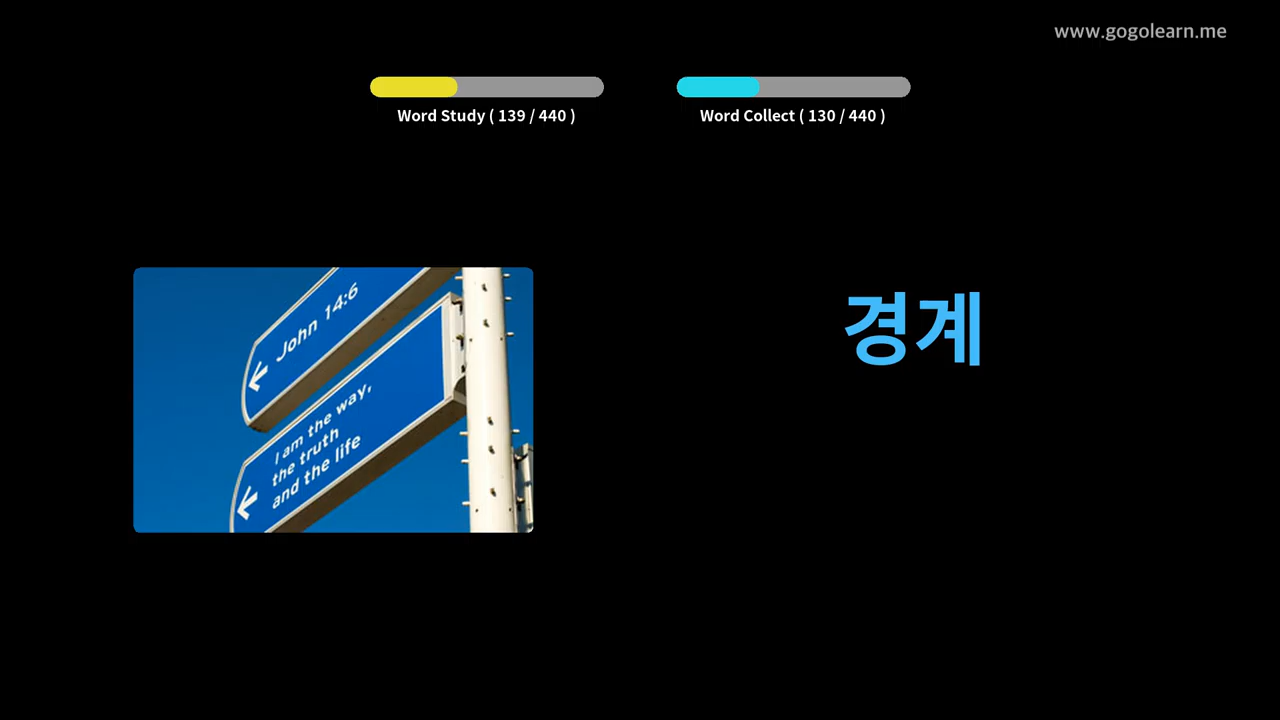 www.gogolearn.me
Word Study ( 139 / 440 )
Word Collect ( 130 / 440 )
John 14:6
I am the way,
the truth
and the life
경계